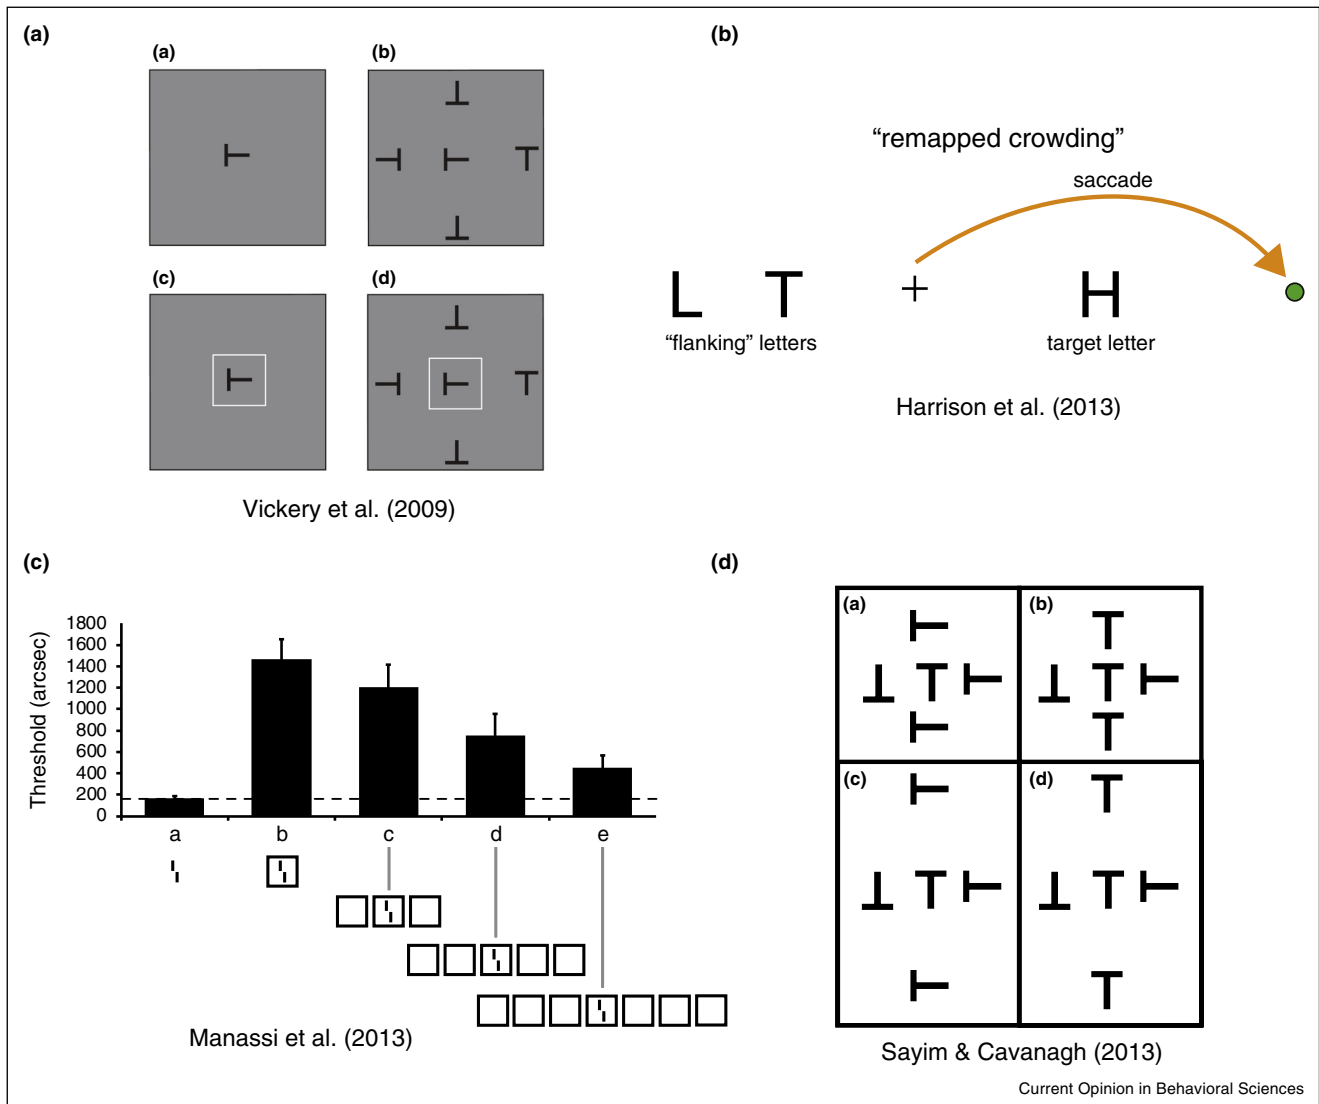 (a)
(a)
(b)
(c)
(d)
Vickery et al. (2009)
(b)
“remapped crowding”
saccade
L T + H
“flanking” letters
target letter
Harrison et al. (2013)
(c)
Threshold (arcsec)
1800
1600
1400
1200
1000
800
600
400
200
0
a b c d e
Manassi et al. (2013)
(d)
(a)
(b)
(c)
(d)
Sayim & Cavanagh (2013)
Current Opinion in Behavioral Sciences